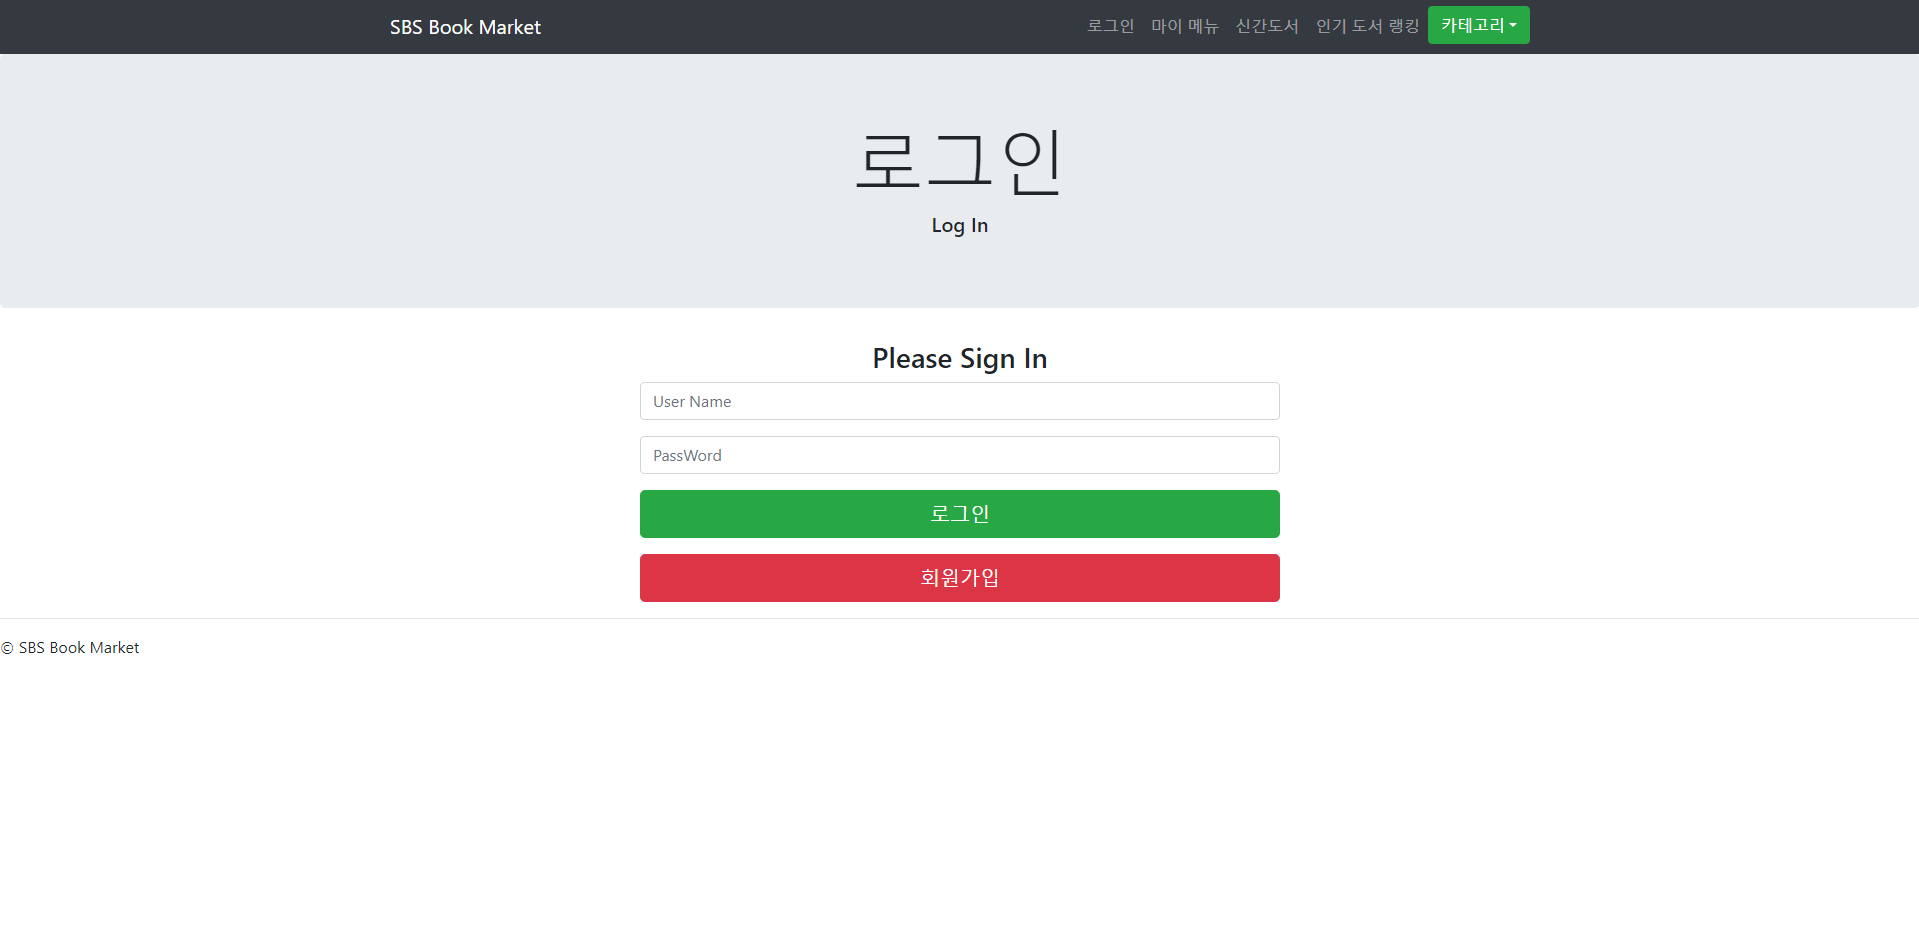 SBS Book Market 로그인 마이 메뉴 신간도서 인기 도서 랭킹 카테고리
로그인
Log In
Please Sign In
User Name
PassWord
로그인
회원가입
© SBS Book Market